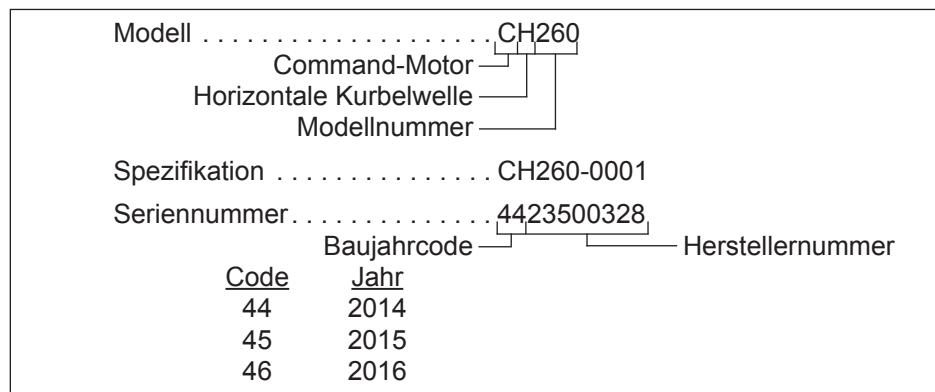 Modell . . . . . . . . . . . . . . . . . . . . CH260
Command-Motor
Horizontale Kurbelwelle
Modellnummer
Spezifikation . . . . . . . . . . . . . . . CH260-0001
Seriennummer. . . . . . . . . . . . . . 4423500328
Baujahrcode Herstellernummer
Code Jahr
44 2014
45 2015
46 2016